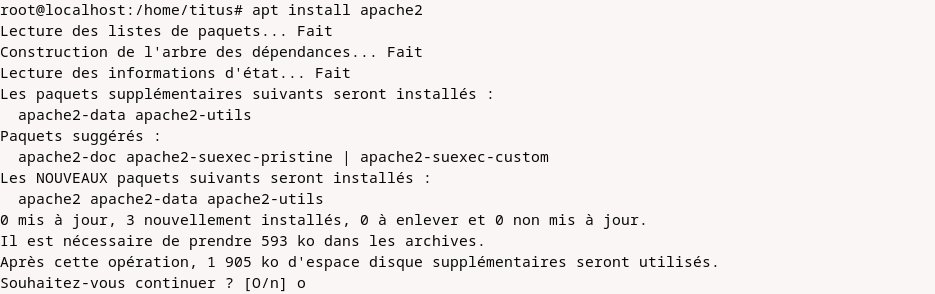 root@localhost:/home/titus# apt install apache2
Lecture des listes de paquets... Fait
Construction de l'arbre des dépendances... Fait
Lecture des informations d'état... Fait
Les paquets supplémentaires suivants seront installés :
  apache2-data apache2-utils
Paquets suggérés :
  apache2-doc apache2-suexec-pristine | apache2-suexec-custom
Les NOUVEAUX paquets suivants seront installés :
  apache2 apache2-data apache2-utils
0 mis à jour, 3 nouvellement installés, 0 à enlever et 0 non mis à jour.
Il est nécessaire de prendre 593 ko dans les archives.
Après cette opération, 1 905 ko d'espace disque supplémentaires seront utilisés.
Souhaitez-vous continuer ? [O/n] o